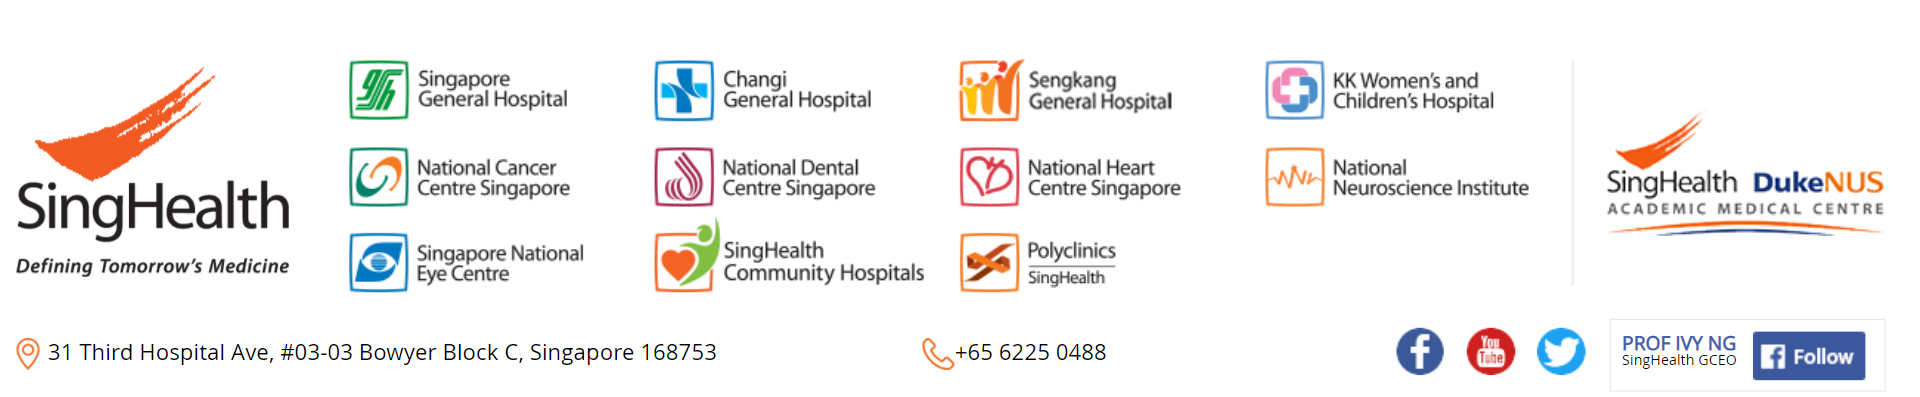 SingHealth
Defining Tomorrow's Medicine
Singapore
General Hospital
Changi
General Hospital
Sengkang
General Hospital
KK Women's and
Children's Hospital
National Cancer
Centre Singapore
National Dental
Centre Singapore
National Heart
Centre Singapore
National
Neuroscience Institute
Singapore National
Eye Centre
SingHealth
Community Hospitals
Polyclinics
SingHealth
SingHealth DukeNUS
ACADEMIC MEDICAL CENTRE
31 Third Hospital Ave, #03-03 Bowyer Block C, Singapore 168753
+65 6225 0488
You
Tube
PROF IVY NG
SingHealth GCEO
Follow